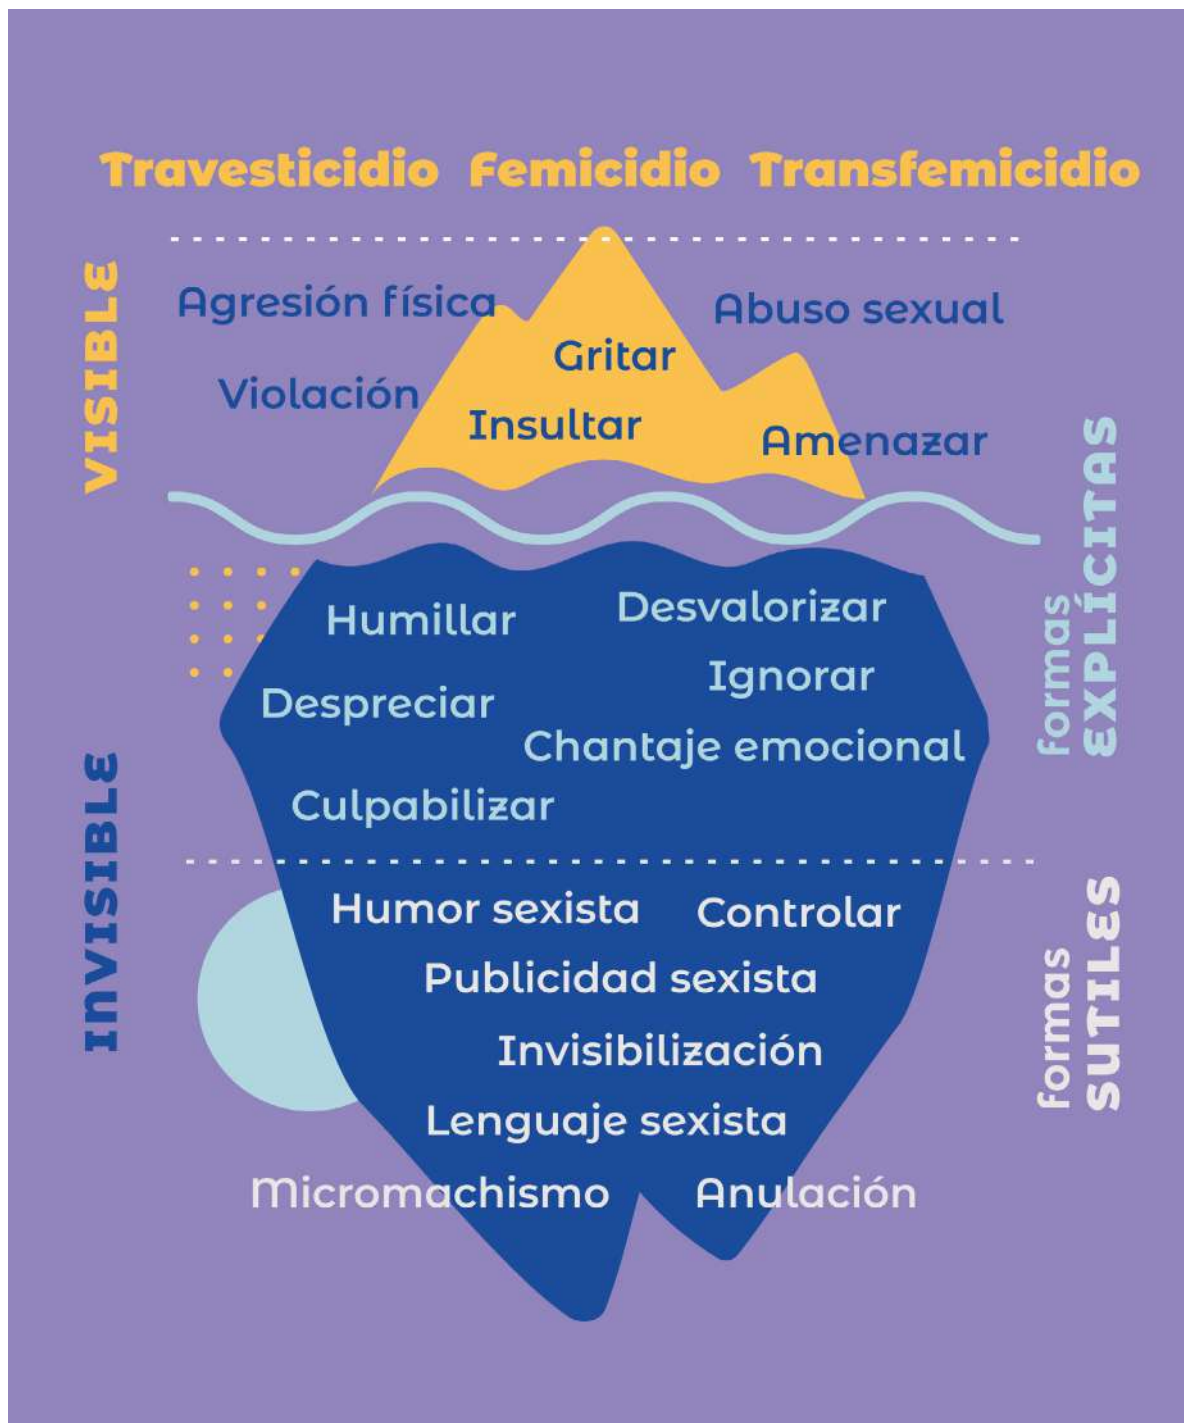 Travesticidio Femicidio Transfemicidio
VISIBLE
Agresión física
Abuso sexual
Gritar
Violación
Insultar
Amenazar
formas
EXPLÍCITAS
Humillar
Desvalorizar
Ignorar
Despreciar
Chantaje emocional
Culpabilizar
INVISIBLE
Humor sexista
Controlar
Publicidad sexista
Invisibilización
formas
SUTILES
Lenguaje sexista
Micromachismo
Anulación